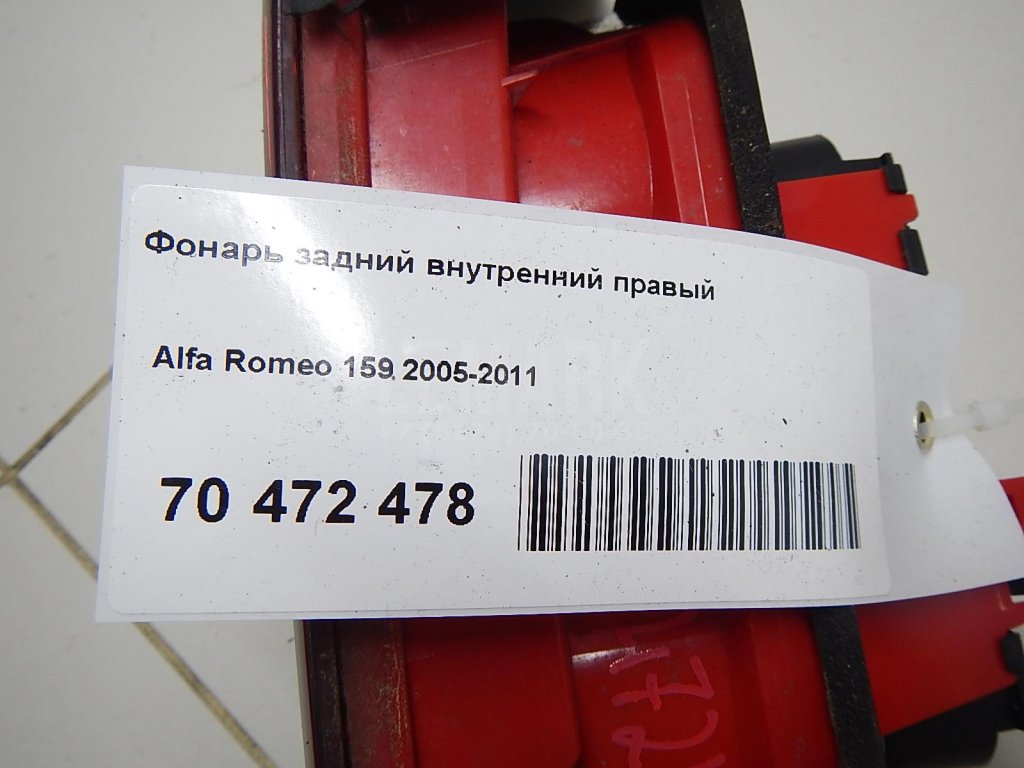 Фонарь задний внутренний правый
Alfa Romeo 159 2005-2011
70 472 478